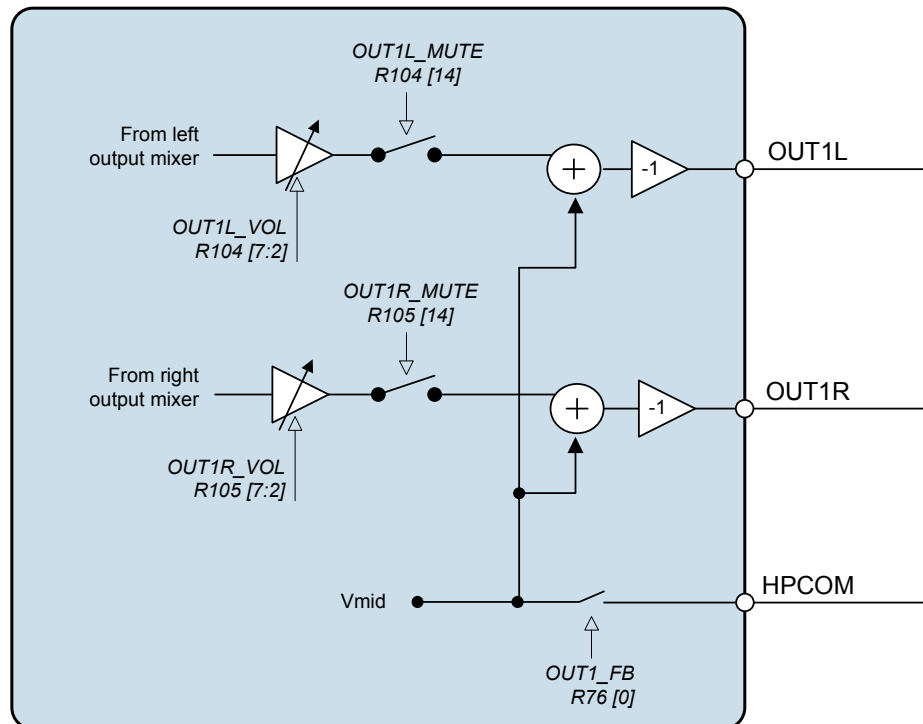 OUT1L_MUTE
R104 [14]
From left
output mixer
-1
OUT1L
OUT1L_VOL
R104 [7:2]
OUT1R_MUTE
R105 [14]
From right
output mixer
+
-1
OUT1R
+
OUT1R_VOL
R105 [7:2]
Vmid
HPCOM
OUT1_FB
R76 [0]